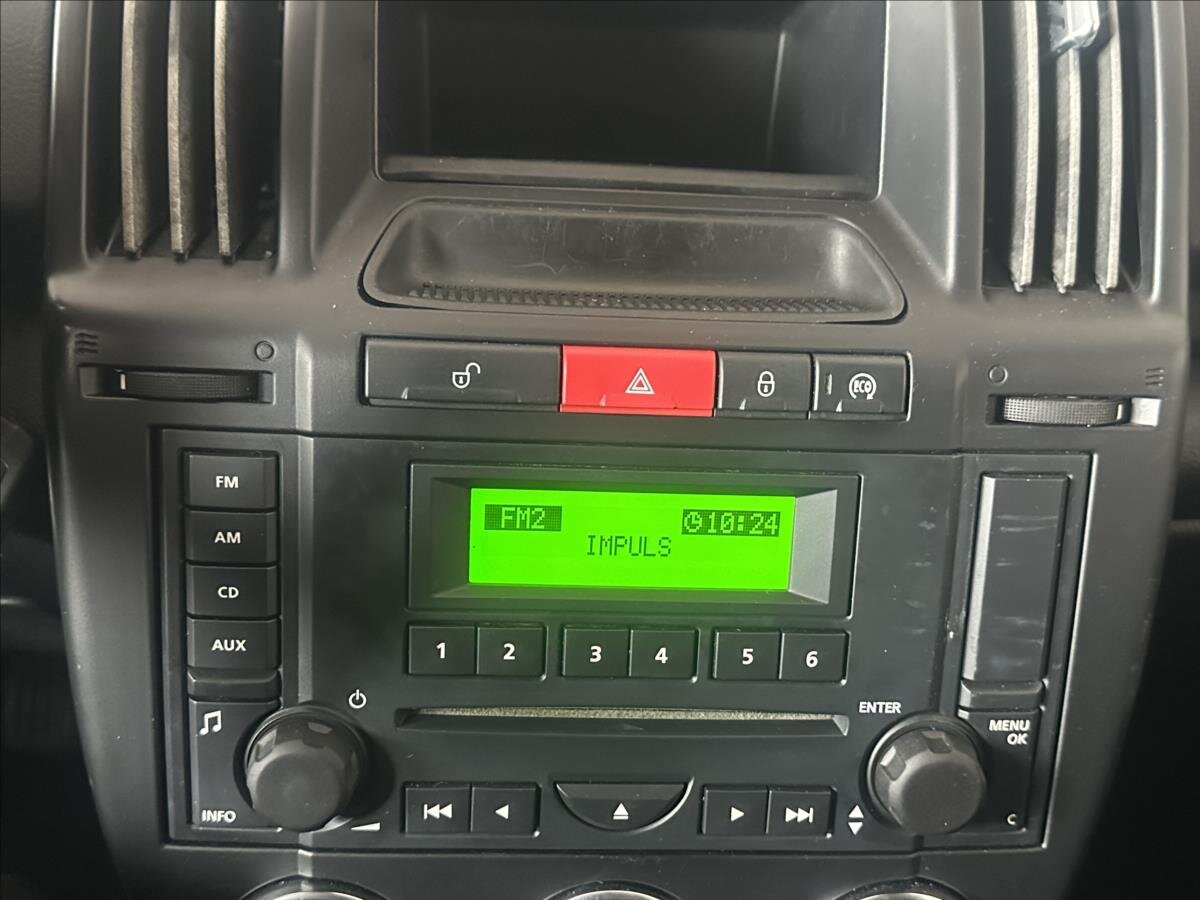 ECO
FM
AM
CD
AUX
FM2 10:24
IMPULS
1 2 3 4 5 6
ENTER
MENU
OK
INFO
C